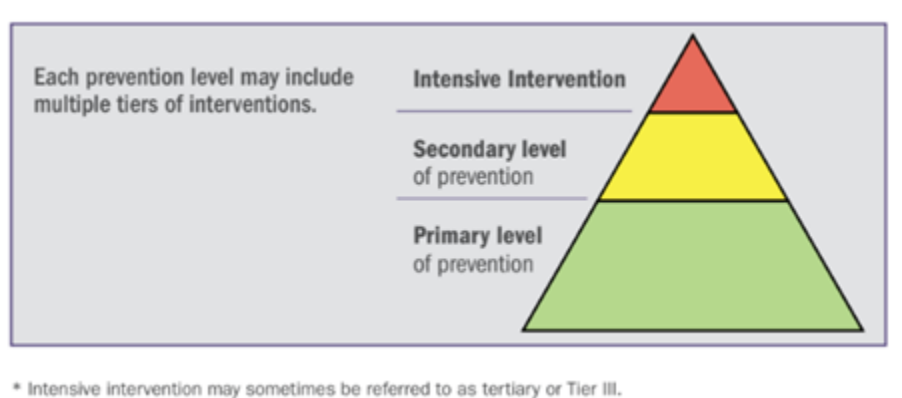 Each prevention level may include
multiple tiers of interventions.
Intensive Intervention
Secondary level
of prevention
Primary level
of prevention
* Intensive intervention may sometimes be referred to as tertiary or Tier III.